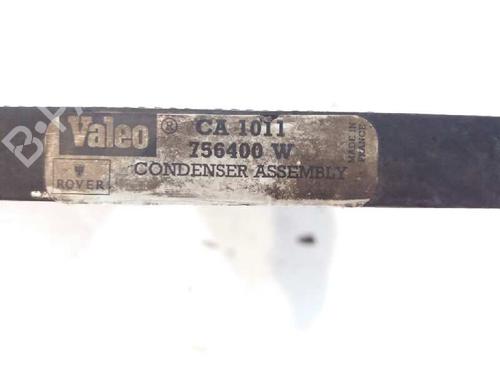 Valeo ® CA 1011
756400 W
ROVER CONDENSER ASSEMBLY
MADE IN
FRANCE